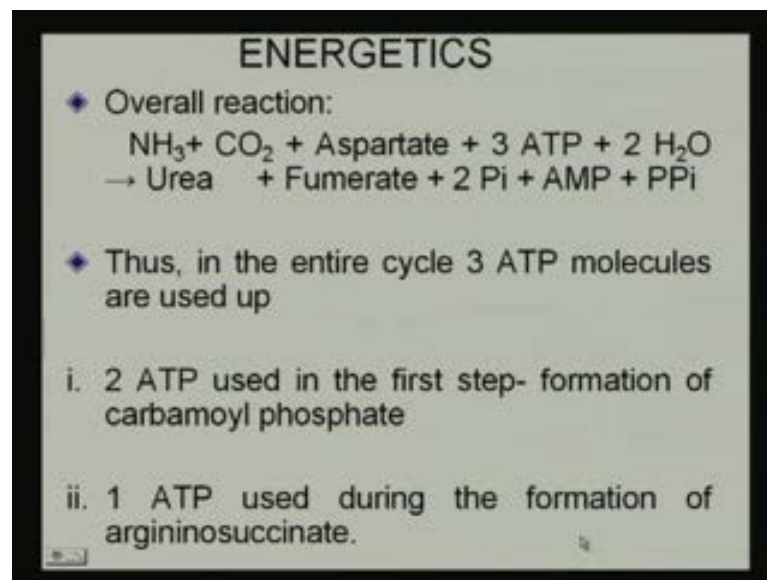 ENERGETICS
Overall reaction:
NH₃+ CO₂ + Aspartate + 3 ATP + 2 H₂O
→ Urea + Fumerate + 2 Pi + AMP + PPi
Thus, in the entire cycle 3 ATP molecules
are used up
i. 2 ATP used in the first step- formation of
carbamoyl phosphate
ii. 1 ATP used during the formation of
argininosuccinate.